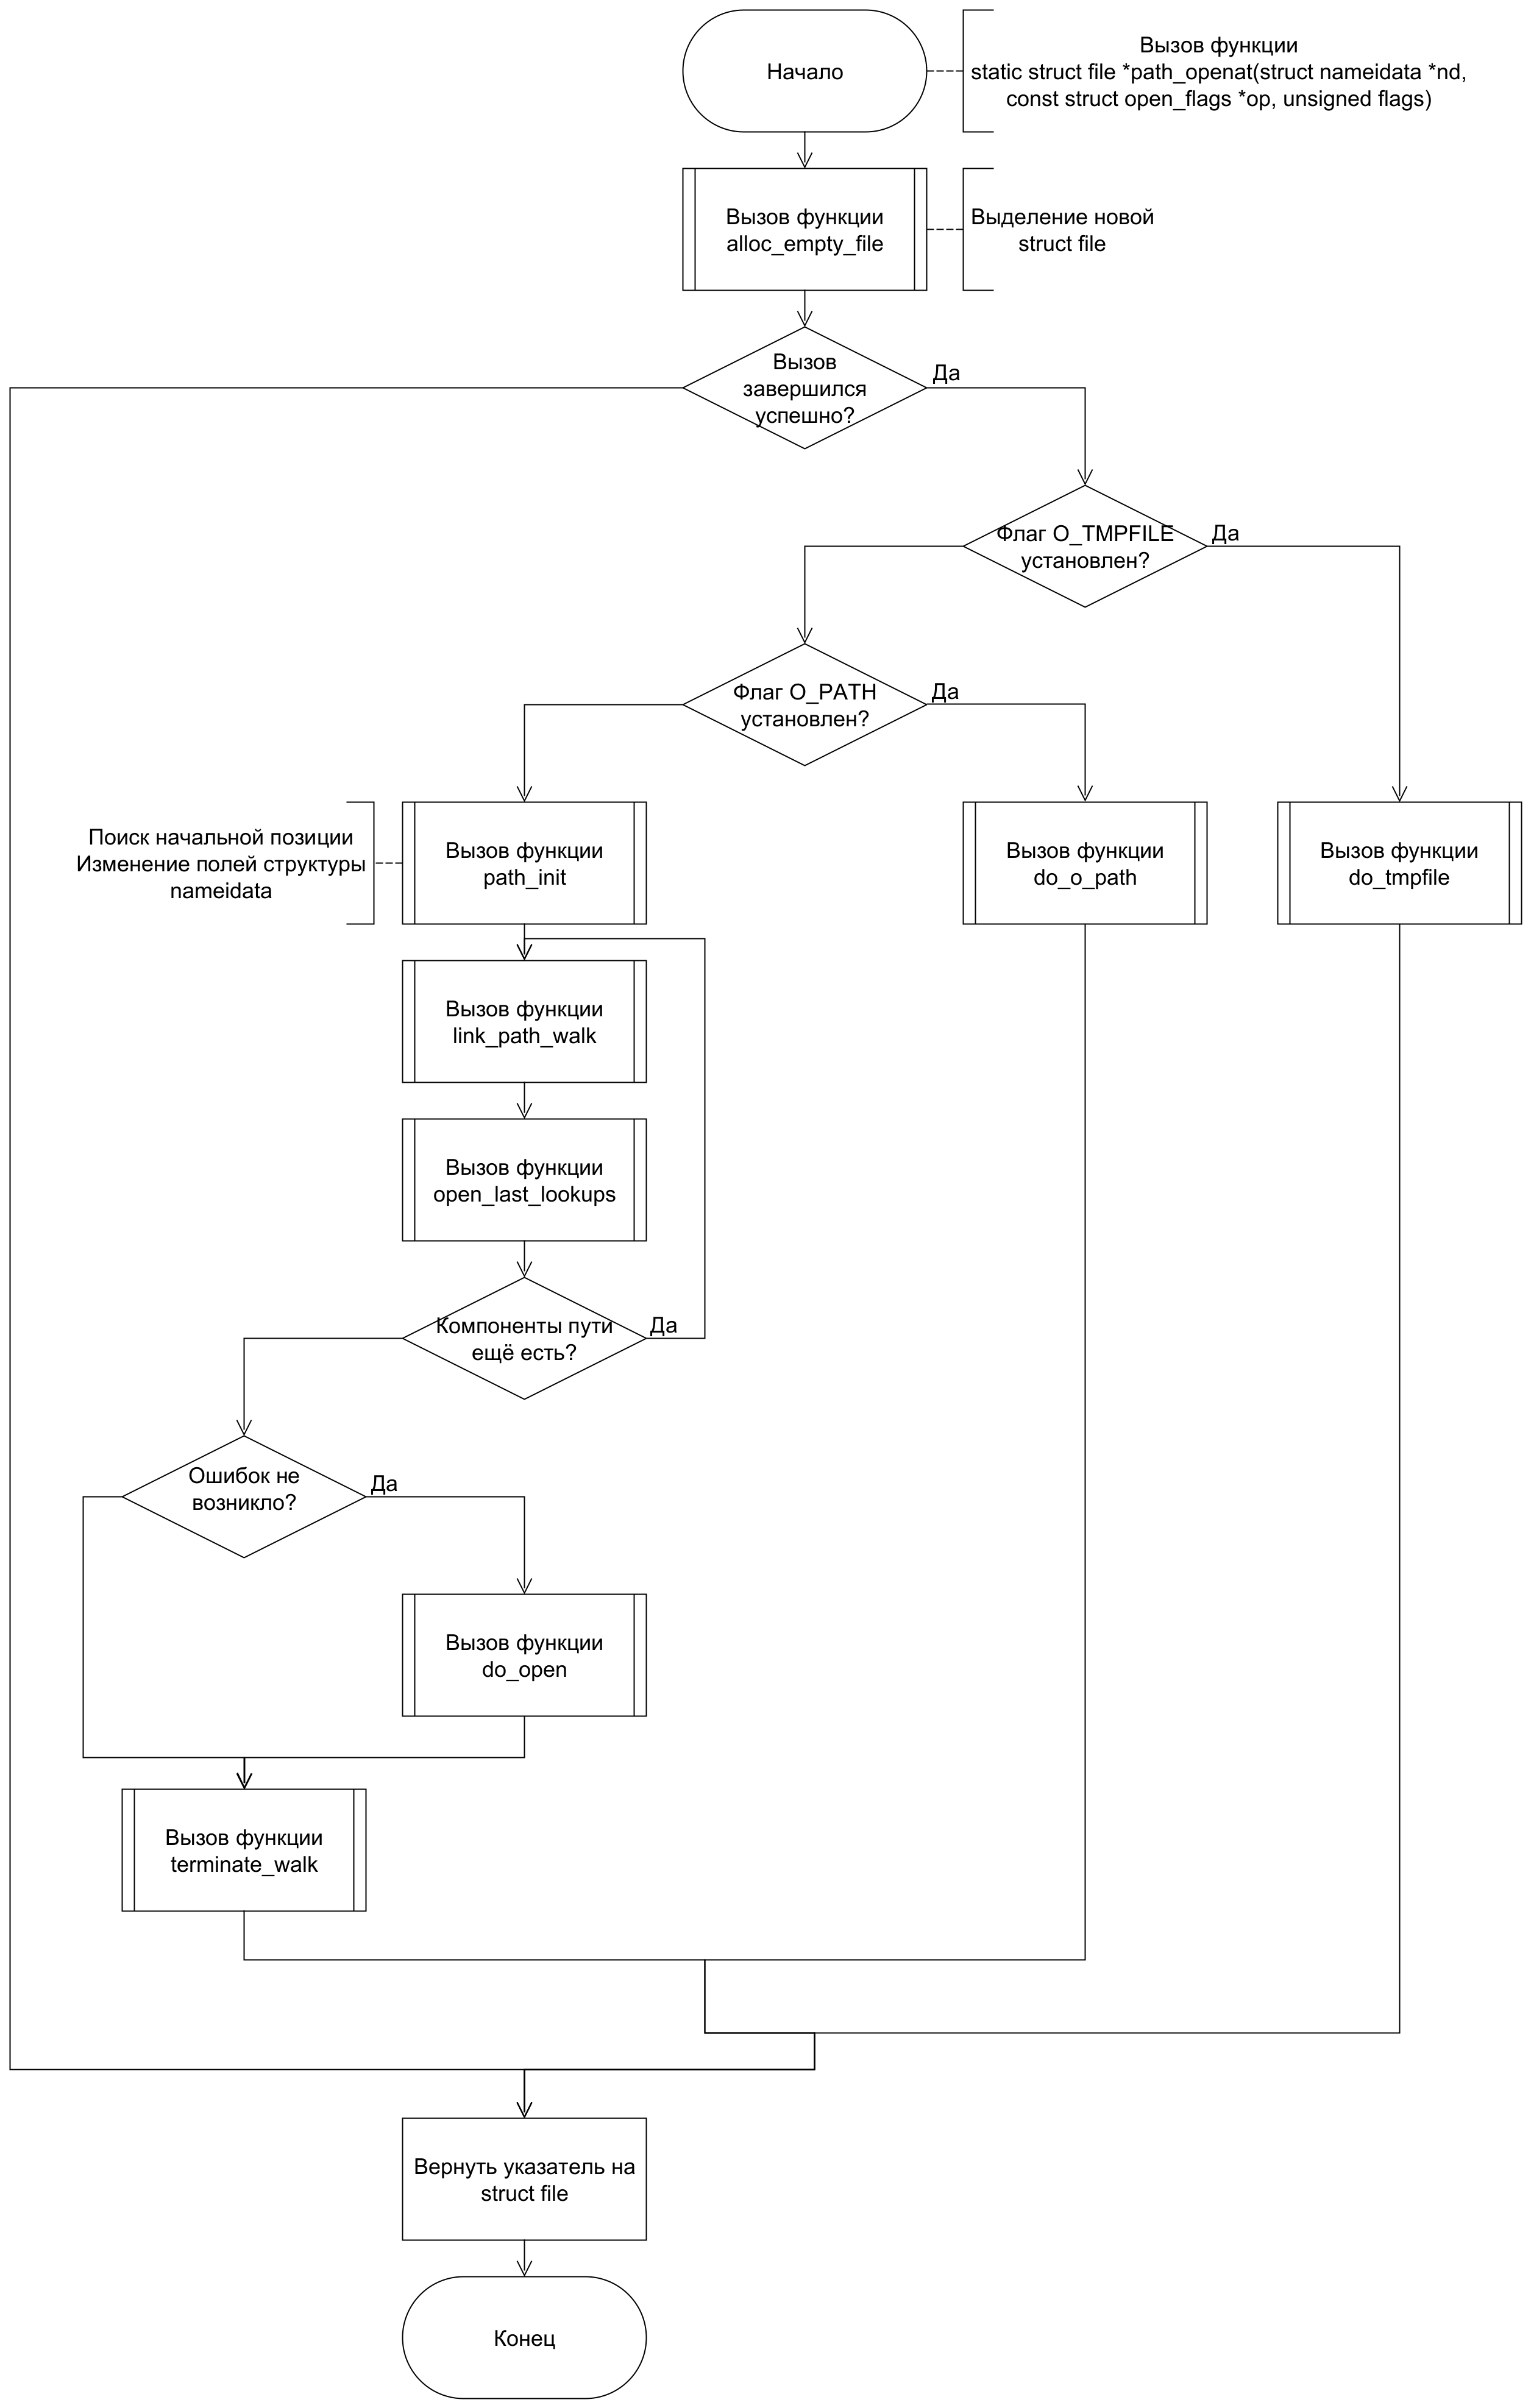 Начало
Вызов функции
static struct file *path_openat(struct nameidata *nd,
const struct open_flags *op, unsigned flags)
Вызов функции
alloc_empty_file
Выделение новой
struct file
Вызов
завершился
успешно?
Да
Флаг O_TMPFILE
установлен?
Да
Флаг O_PATH
установлен?
Да
Поиск начальной позиции
Изменение полей структуры
nameidata
Вызов функции
path_init
Вызов функции
do_o_path
Вызов функции
do_tmpfile
Вызов функции
link_path_walk
Вызов функции
open_last_lookups
Компоненты пути
ещё есть?
Да
Ошибок не
возникло?
Да
Вызов функции
do_open
Вызов функции
terminate_walk
Вернуть указатель на
struct file
Конец